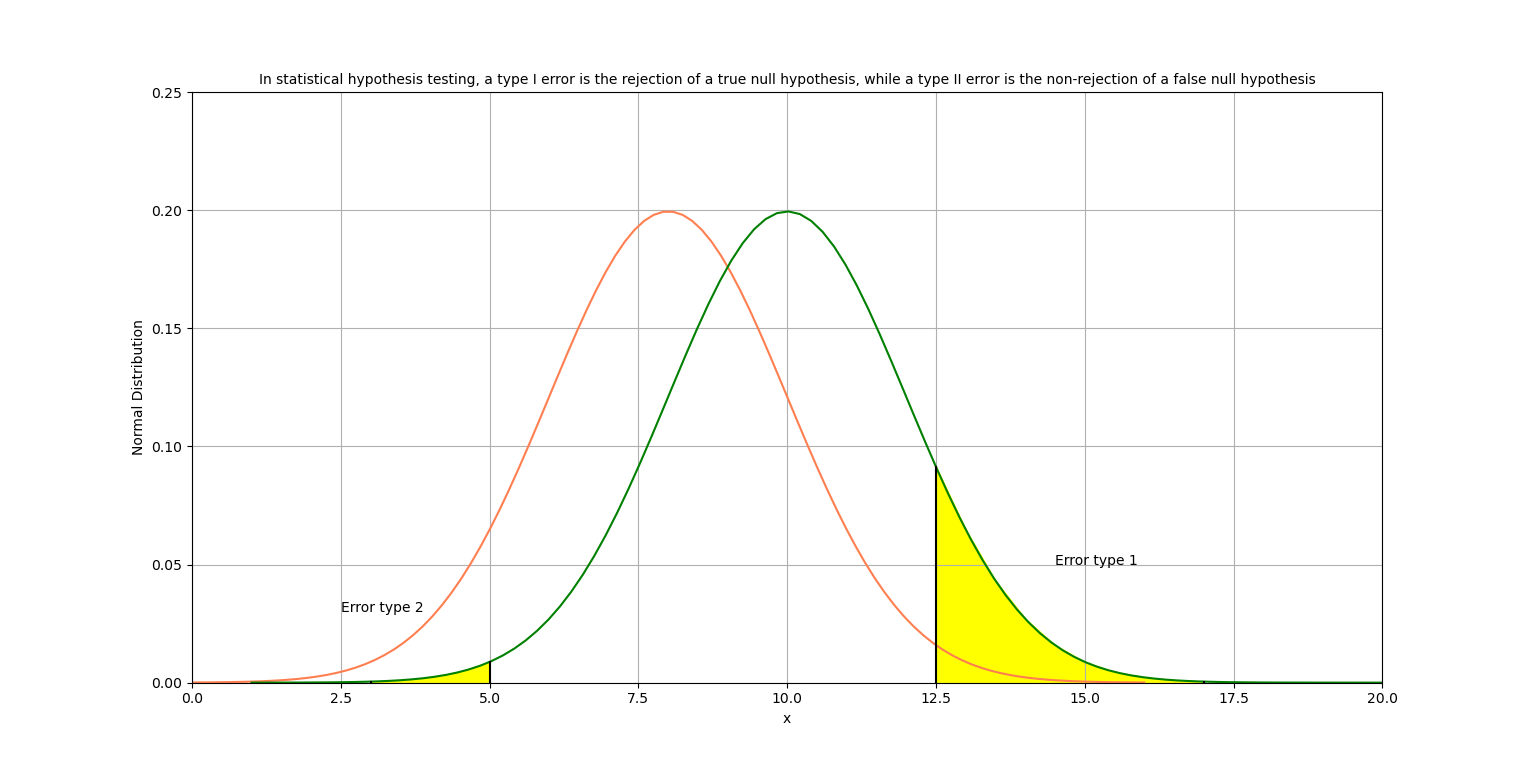 In statistical hypothesis testing, a type I error is the rejection of a true null hypothesis, while a type II error is the non-rejection of a false null hypothesis
0.25
0.20
0.15
0.10
0.05
0.00
Normal Distribution
Error type 1
Error type 2
0.0 2.5 5.0 7.5 10.0 12.5 15.0 17.5 20.0
x